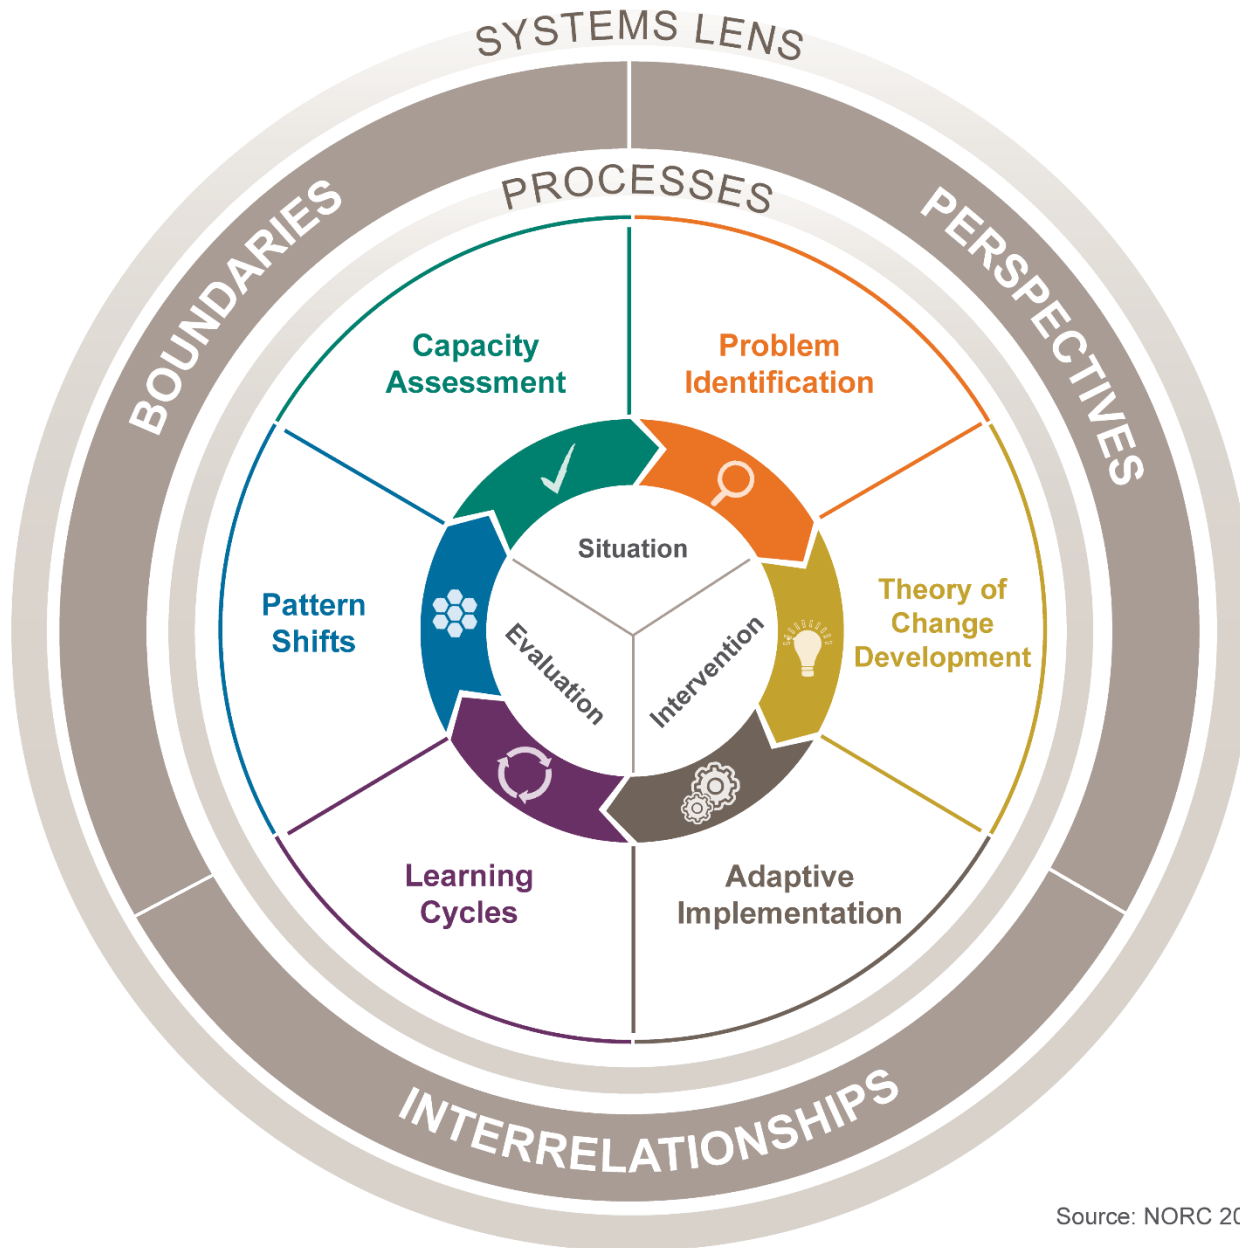 SYSTEMS LENS
BOUNDARIES
PERSPECTIVES
INTERRELATIONSHIPS
PROCESSES
Capacity
Assessment
Problem
Identification
Theory of
Change
Development
Adaptive
Implementation
Learning
Cycles
Pattern
Shifts
Situation
Intervention
Evaluation
Source: NORC